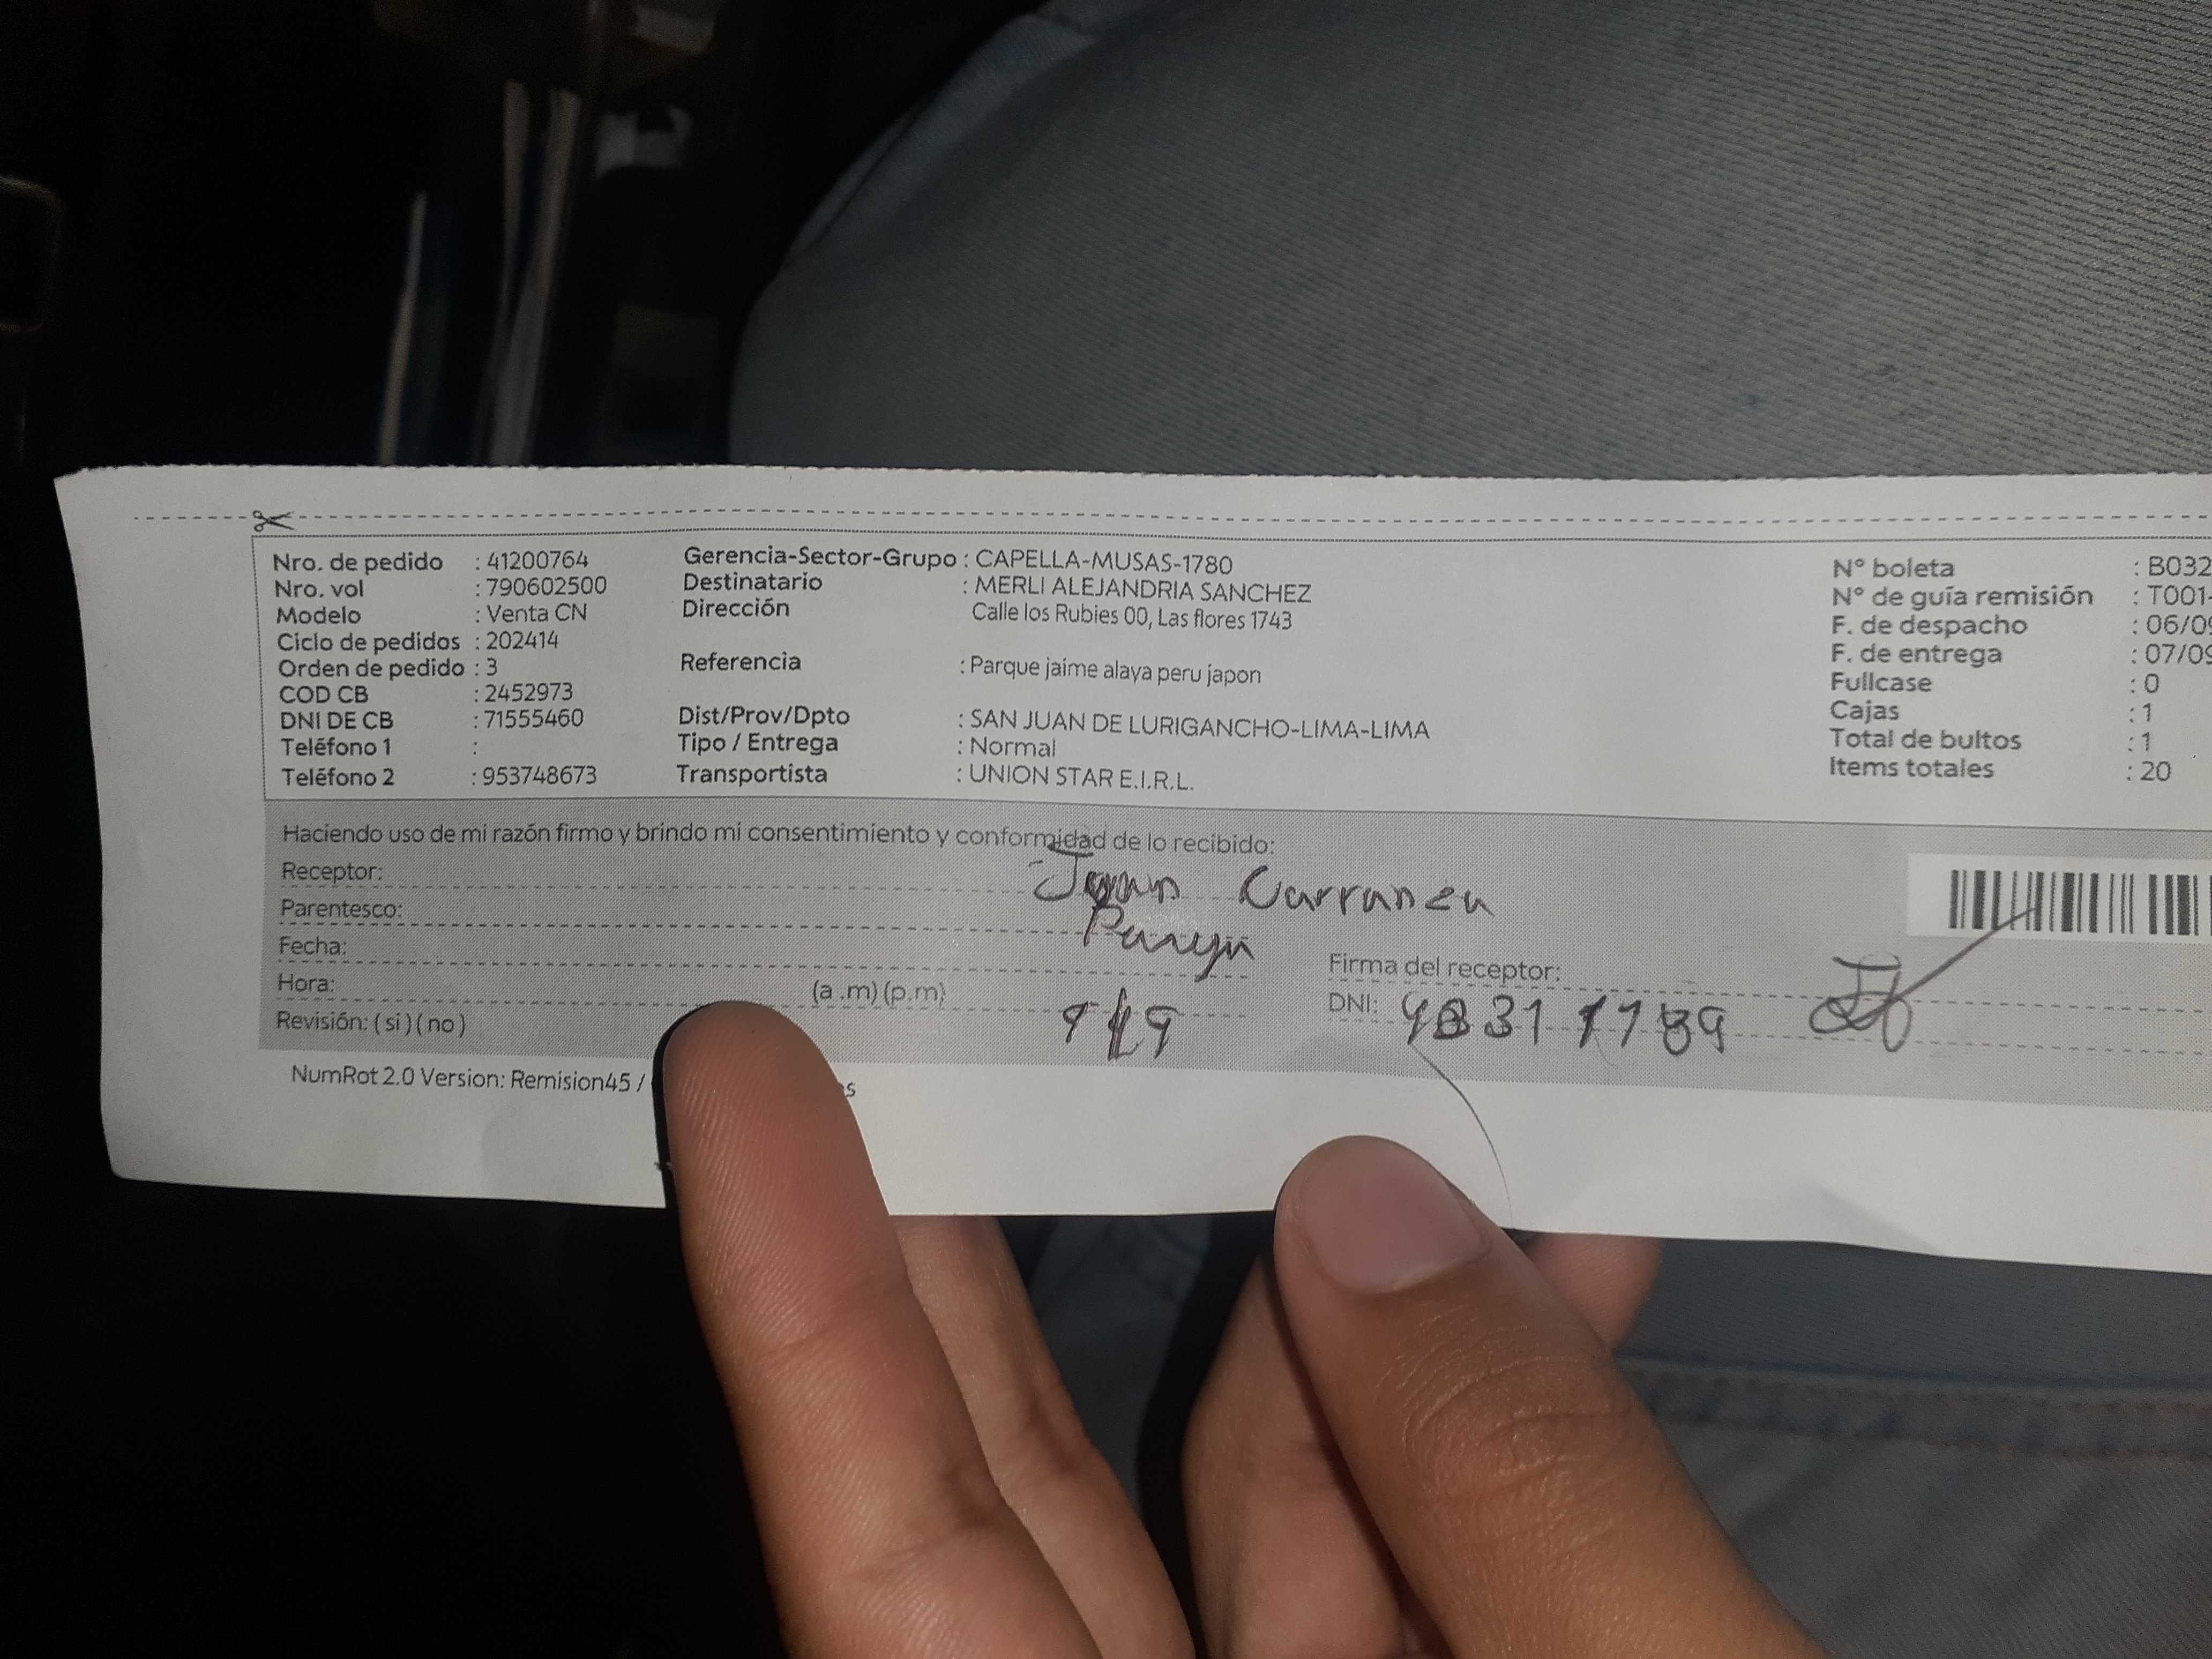 Nro. de pedido : 41200764 Gerencia-Sector-Grupo : CAPELLA-MUSAS-1780 N° boleta : B032
Nro. vol : 790602500 Destinatario : MERLI ALEJANDRIA SANCHEZ N° de guía remisión : T001-
Modelo : Venta CN Dirección Calle los Rubies 00, Las flores 1743 F. de despacho : 06/09
Ciclo de pedidos : 202414 F. de entrega : 07/09
Orden de pedido : 3 Referencia : Parque jaime alaya peru japon Fullcase : 0
COD CB : 2452973 Cajas : 1
DNI DE CB : 71555460 Dist/Prov/Dpto : SAN JUAN DE LURIGANCHO-LIMA-LIMA Total de bultos : 1
Teléfono 1 : Tipo / Entrega : Normal Items totales : 20
Teléfono 2 : 953748673 Transportista : UNION STAR E.I.R.L.
Haciendo uso de mi razón firmo y brindo mi consentimiento y conformidad de lo recibido:
Receptor: Juan Carranza
Parentesco: Pareja
Fecha:
Firma del receptor:
Hora: (a .m) (p.m)
DNI:
Revisión: ( si ) ( no )
NumRot 2.0 Version: Remision45 /